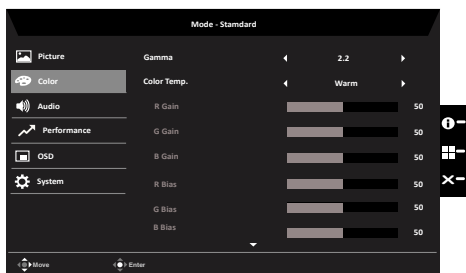 Mode - Stamdard
Picture
Gamma
2.2
Color
Color Temp.
Warm
Audio
R Gain
50
Performance
G Gain
50
OSD
B Gain
50
System
R Bias
50
G Bias
50
B Bias
50
Move
Enter